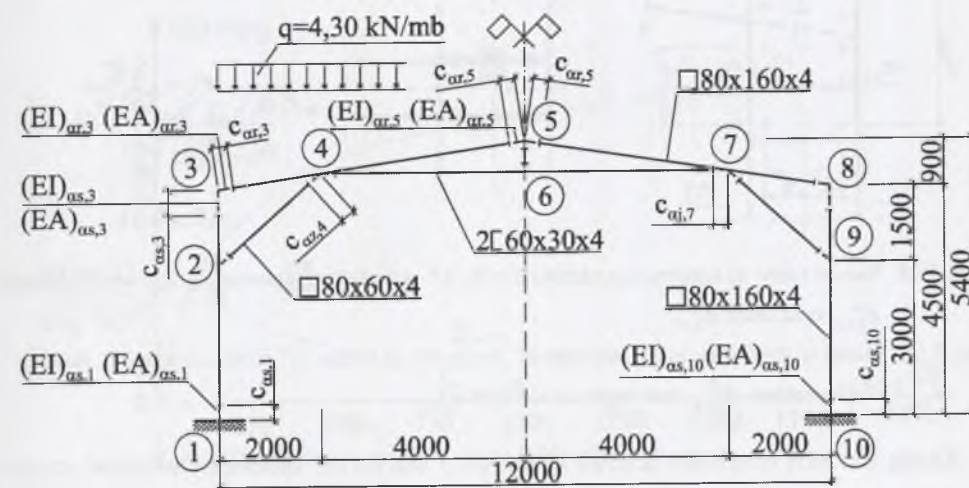 q=4,30 kN/mb
cαr,5 cαr,5
□80x160x4
(EI)αr,3 (EA)αr,3
cαr,3
(EI)αr,5 (EA)αr,5
5
3
4
7
8
900
(EI)αs,3
(EA)αs,3
6
cαj,7
1500
cαs,3
cαz,4
2
2[60x30x4
9
4500
5400
□80x60x4
□80x160x4
3000
(EI)αs,1 (EA)αs,1
cαs,1
(EI)αs,10 (EA)αs,10
cαs,10
1
2000
4000
4000
2000
10
12000